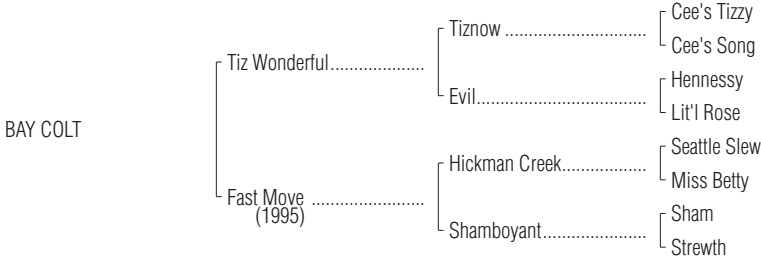 Cee's Tizzy
Tiznow ................................
Cee's Song
Tiz Wonderful.....................
Hennessy
Evil......................................
Lit'l Rose
BAY COLT
Seattle Slew
Hickman Creek...................
Miss Betty
Fast Move .........................
(1995)
Sham
Shamboyant.......................
Strewth